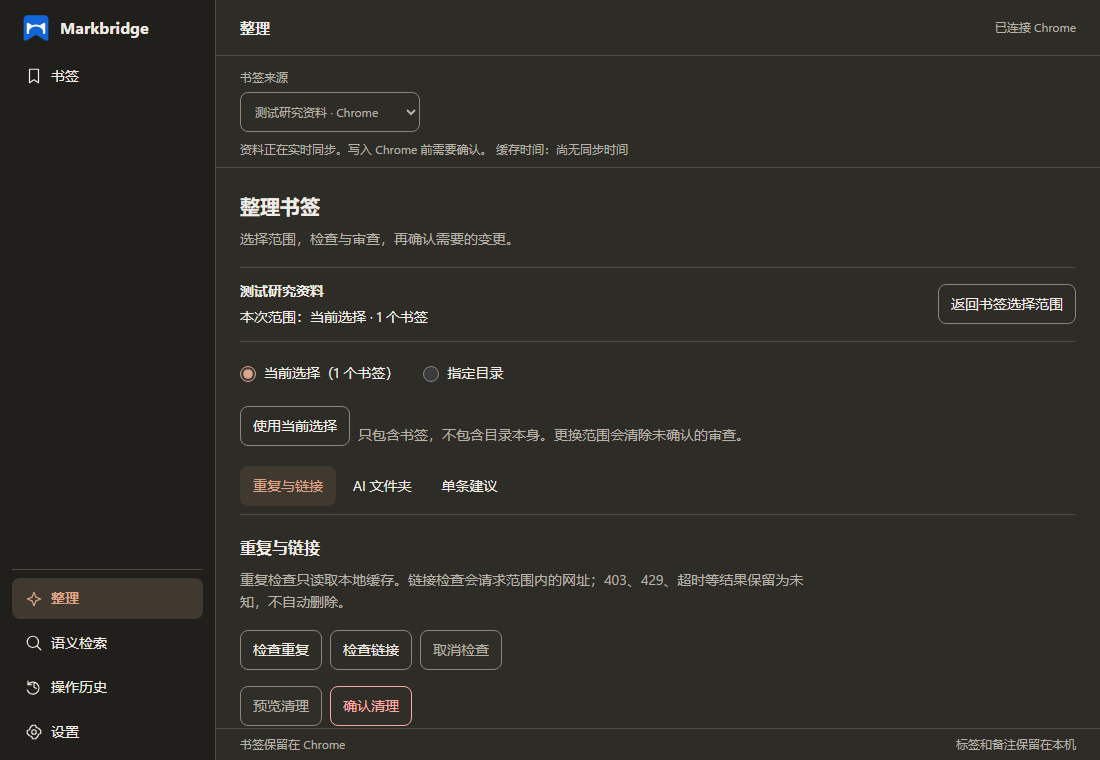 Markbridge
书签
整理
语义检索
操作历史
设置
整理
已连接 Chrome
书签来源
测试研究资料 · Chrome
资料正在实时同步。写入 Chrome 前需要确认。 缓存时间：尚无同步时间
整理书签
选择范围，检查与审查，再确认需要的变更。
测试研究资料
本次范围：当前选择 · 1 个书签
返回书签选择范围
当前选择（1 个书签） 指定目录
使用当前选择 只包含书签，不包含目录本身。更换范围会清除未确认的审查。
重复与链接 AI 文件夹 单条建议
重复与链接
重复检查只读取本地缓存。链接检查会请求范围内的网址；403、429、超时等结果保留为未
知，不自动删除。
检查重复 检查链接 取消检查
预览清理 确认清理
书签保留在 Chrome
标签和备注保留在本机